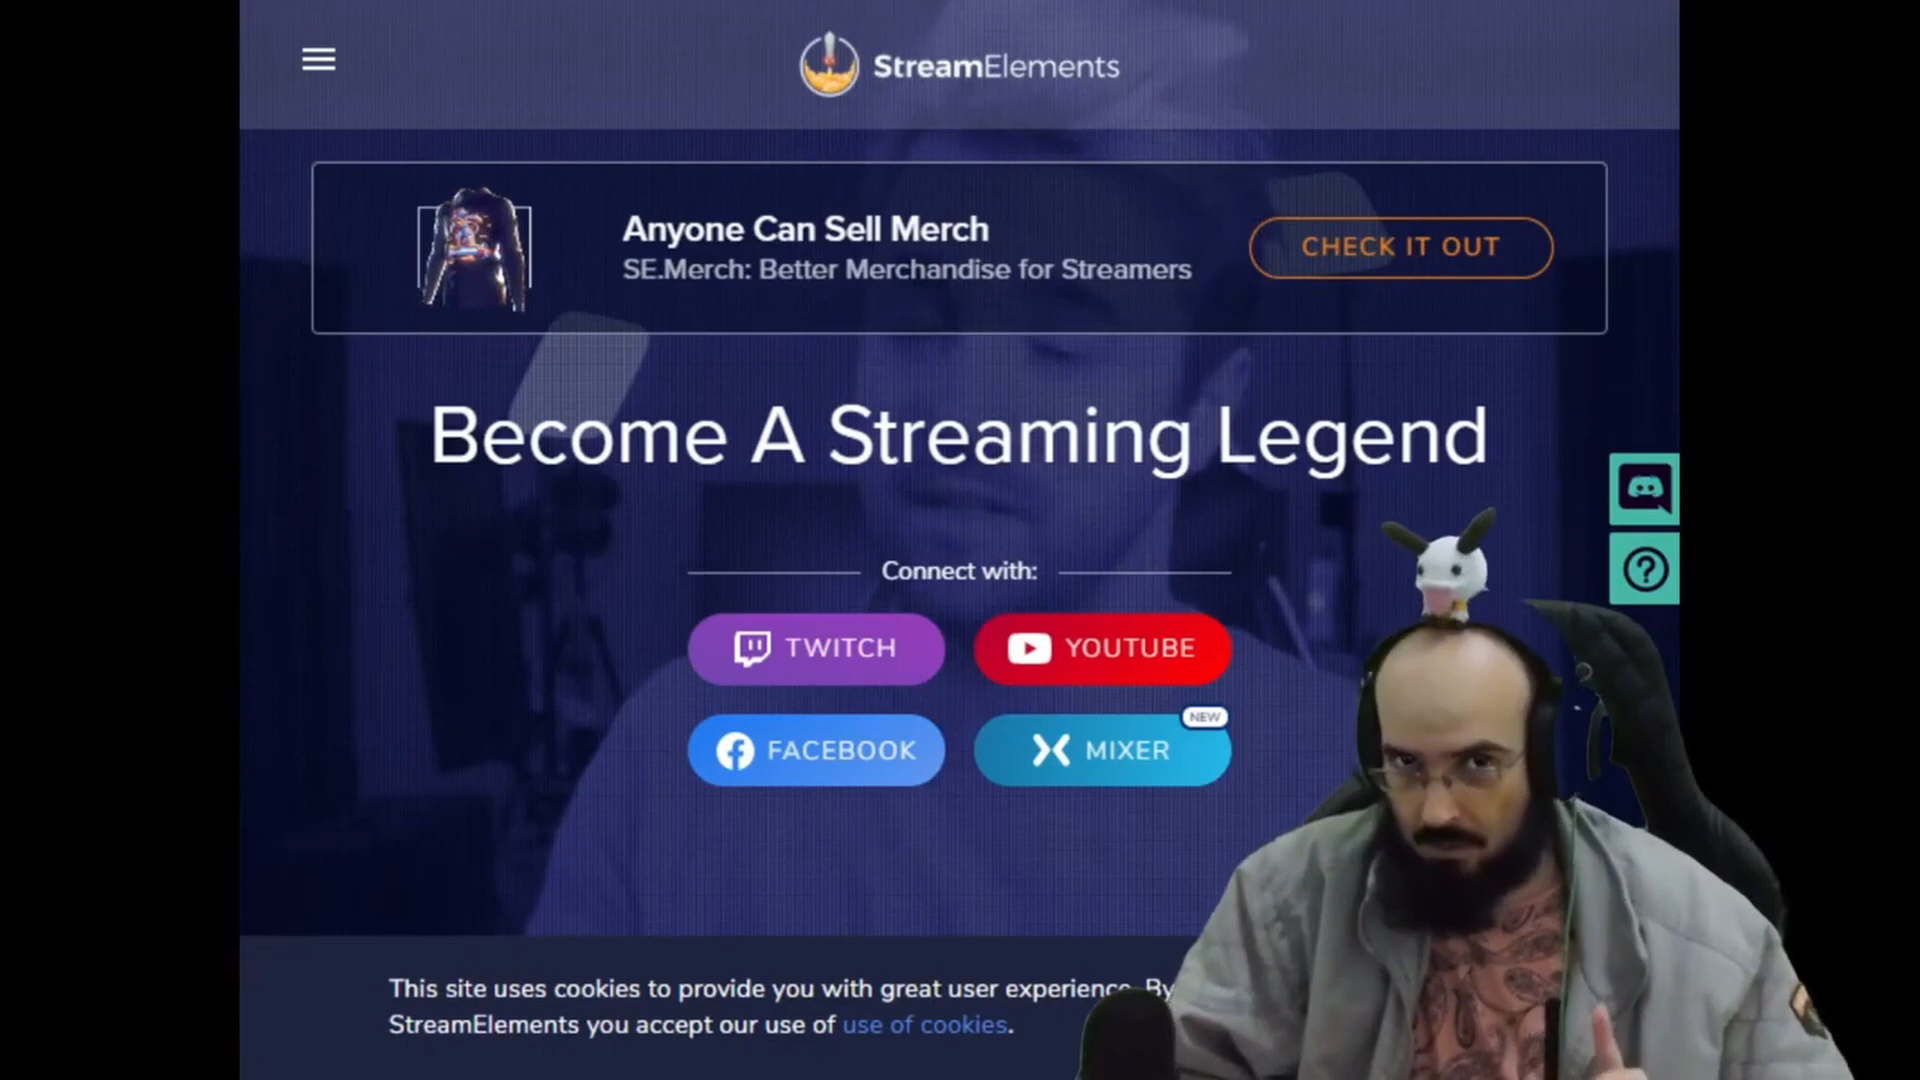 StreamElements
Anyone Can Sell Merch
SE.Merch: Better Merchandise for Streamers
CHECK IT OUT
Become A Streaming Legend
Connect with:
TWITCH
YOUTUBE
FACEBOOK
NEW
MIXER
This site uses cookies to provide you with great user experience. By
StreamElements you accept our use of use of cookies.